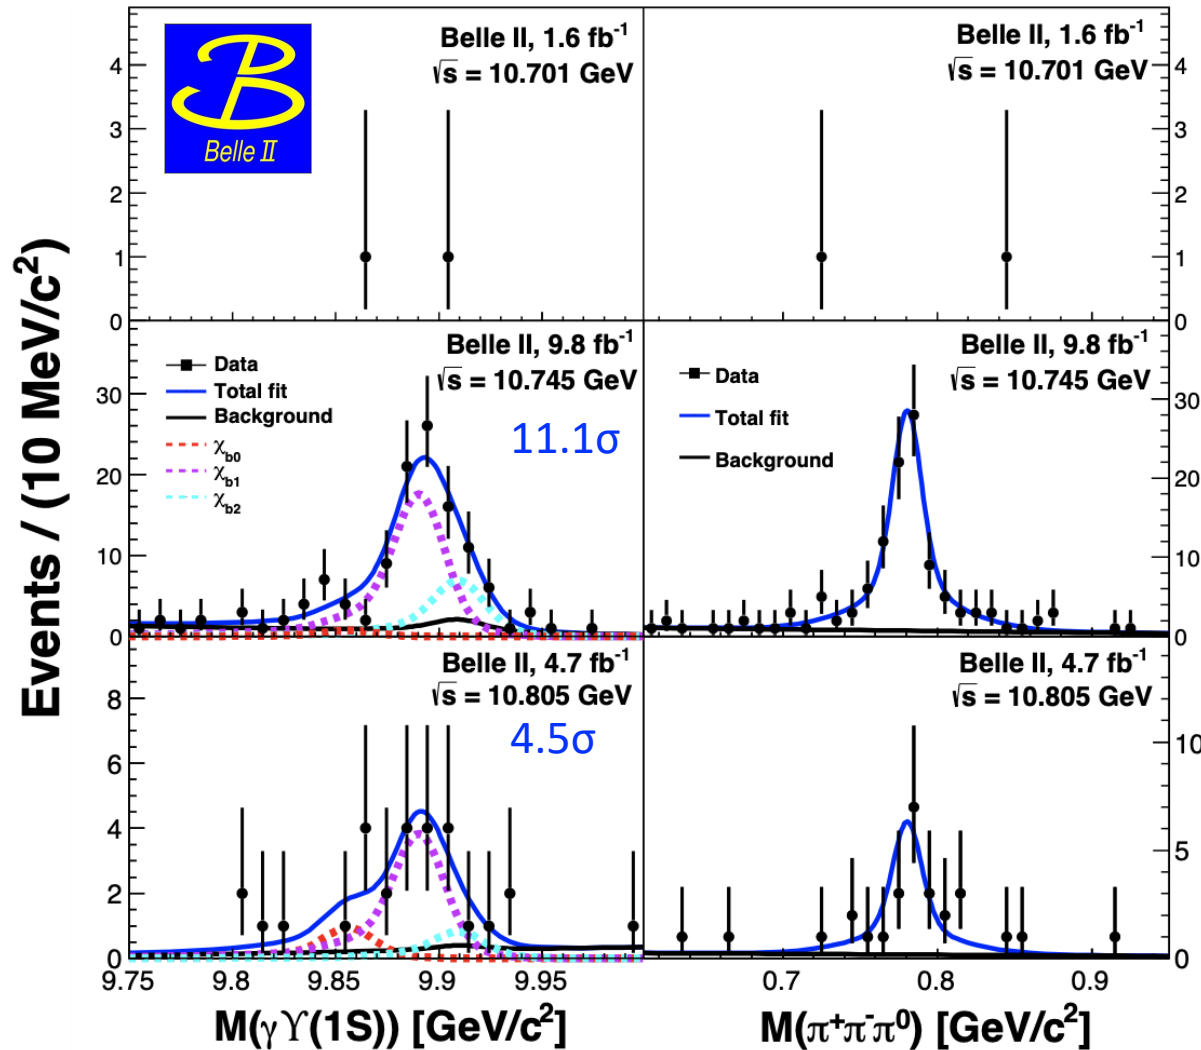 Belle II
Belle II, 1.6 fb⁻¹
√s = 10.701 GeV
Belle II, 1.6 fb⁻¹
√s = 10.701 GeV
4
3
2
1
0
4
3
2
1
0
Events / (10 MeV/c²)
Belle II, 9.8 fb⁻¹
√s = 10.745 GeV
Data
Total fit
Background
χb0
χb1
χb2
11.1σ
30
20
10
0
Belle II, 9.8 fb⁻¹
√s = 10.745 GeV
Data
Total fit
Background
30
20
10
0
Belle II, 4.7 fb⁻¹
√s = 10.805 GeV
4.5σ
8
6
4
2
0
Belle II, 4.7 fb⁻¹
√s = 10.805 GeV
10
5
0
9.75 9.8 9.85 9.9 9.95
0.7 0.8 0.9
M(γϒ(1S)) [GeV/c²]
M(π⁺π⁻π⁰) [GeV/c²]